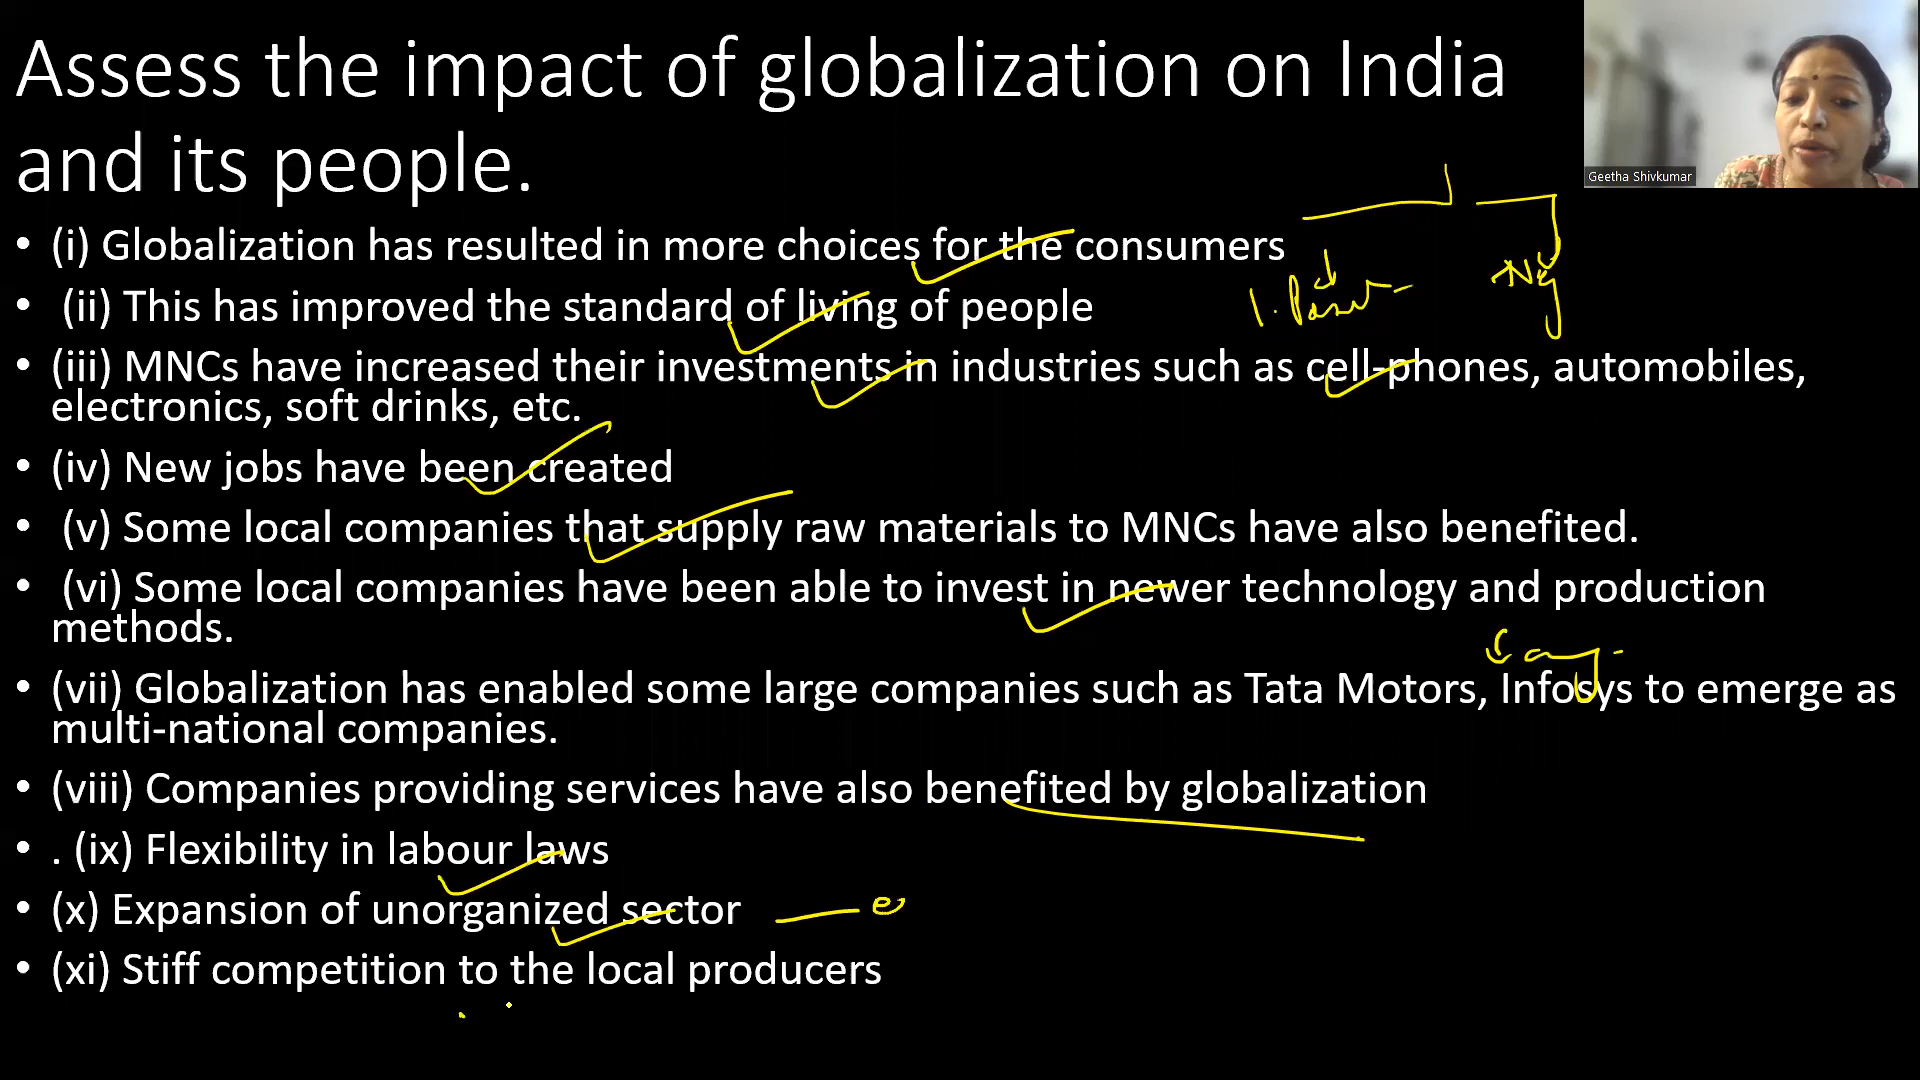 Assess the impact of globalization on India
and its people.
Geetha Shivkumar
• (i) Globalization has resulted in more choices for the consumers
• (ii) This has improved the standard of living of people
1.
Neg
• (iii) MNCs have increased their investments in industries such as cell-phones, automobiles,
electronics, soft drinks, etc.
• (iv) New jobs have been created
• (v) Some local companies that supply raw materials to MNCs have also benefited.
• (vi) Some local companies have been able to invest in newer technology and production
methods.
• (vii) Globalization has enabled some large companies such as Tata Motors, Infosys to emerge as
multi-national companies.
• (viii) Companies providing services have also benefited by globalization
• . (ix) Flexibility in labour laws
• (x) Expansion of unorganized sector
• (xi) Stiff competition to the local producers